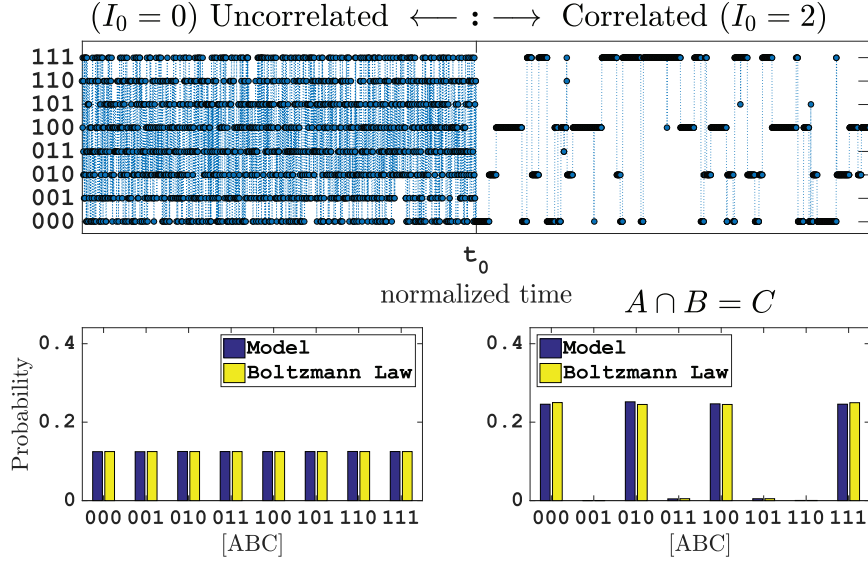 (I₀ = 0) Uncorrelated ⟵ : ⟶ Correlated (I₀ = 2)
111
110
101
100
011
010
001
000
t₀
normalized time
A ∩ B = C
Probability
0.4
0.2
0
Model
Boltzmann Law
000 001 010 011 100 101 110 111
[ABC]
0.4
0.2
0
Model
Boltzmann Law
000 001 010 011 100 101 110 111
[ABC]